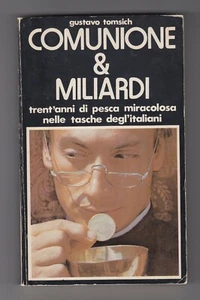 gustavo tomsich
COMUNIONE
&
MILIARDI
trent'anni di pesca miracolosa
nelle tasche degl'italiani